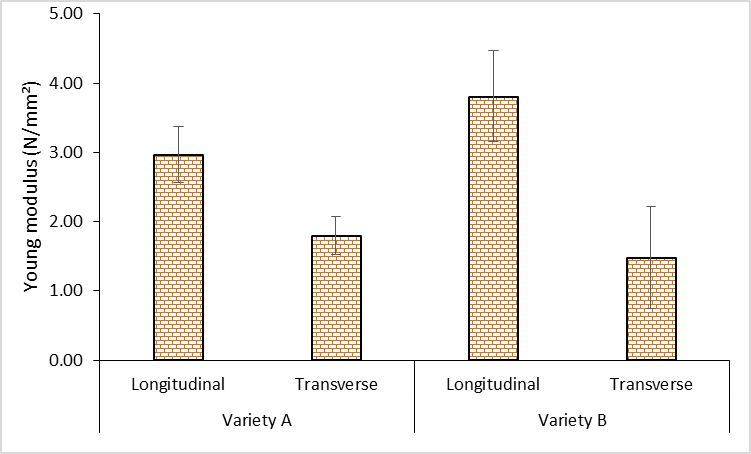 5.00
4.00
3.00
2.00
1.00
0.00
Young modulus (N/mm²)
Longitudinal Transverse Longitudinal Transverse
Variety A Variety B